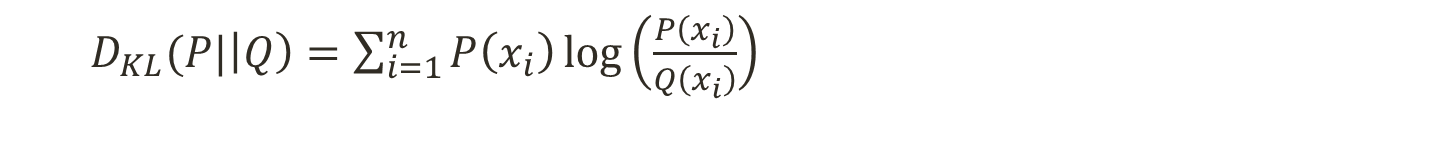 D_{KL}(P||Q) = \sum_{i=1}^{n} P(x_i) \log \left( \frac{P(x_i)}{Q(x_i)} \right)